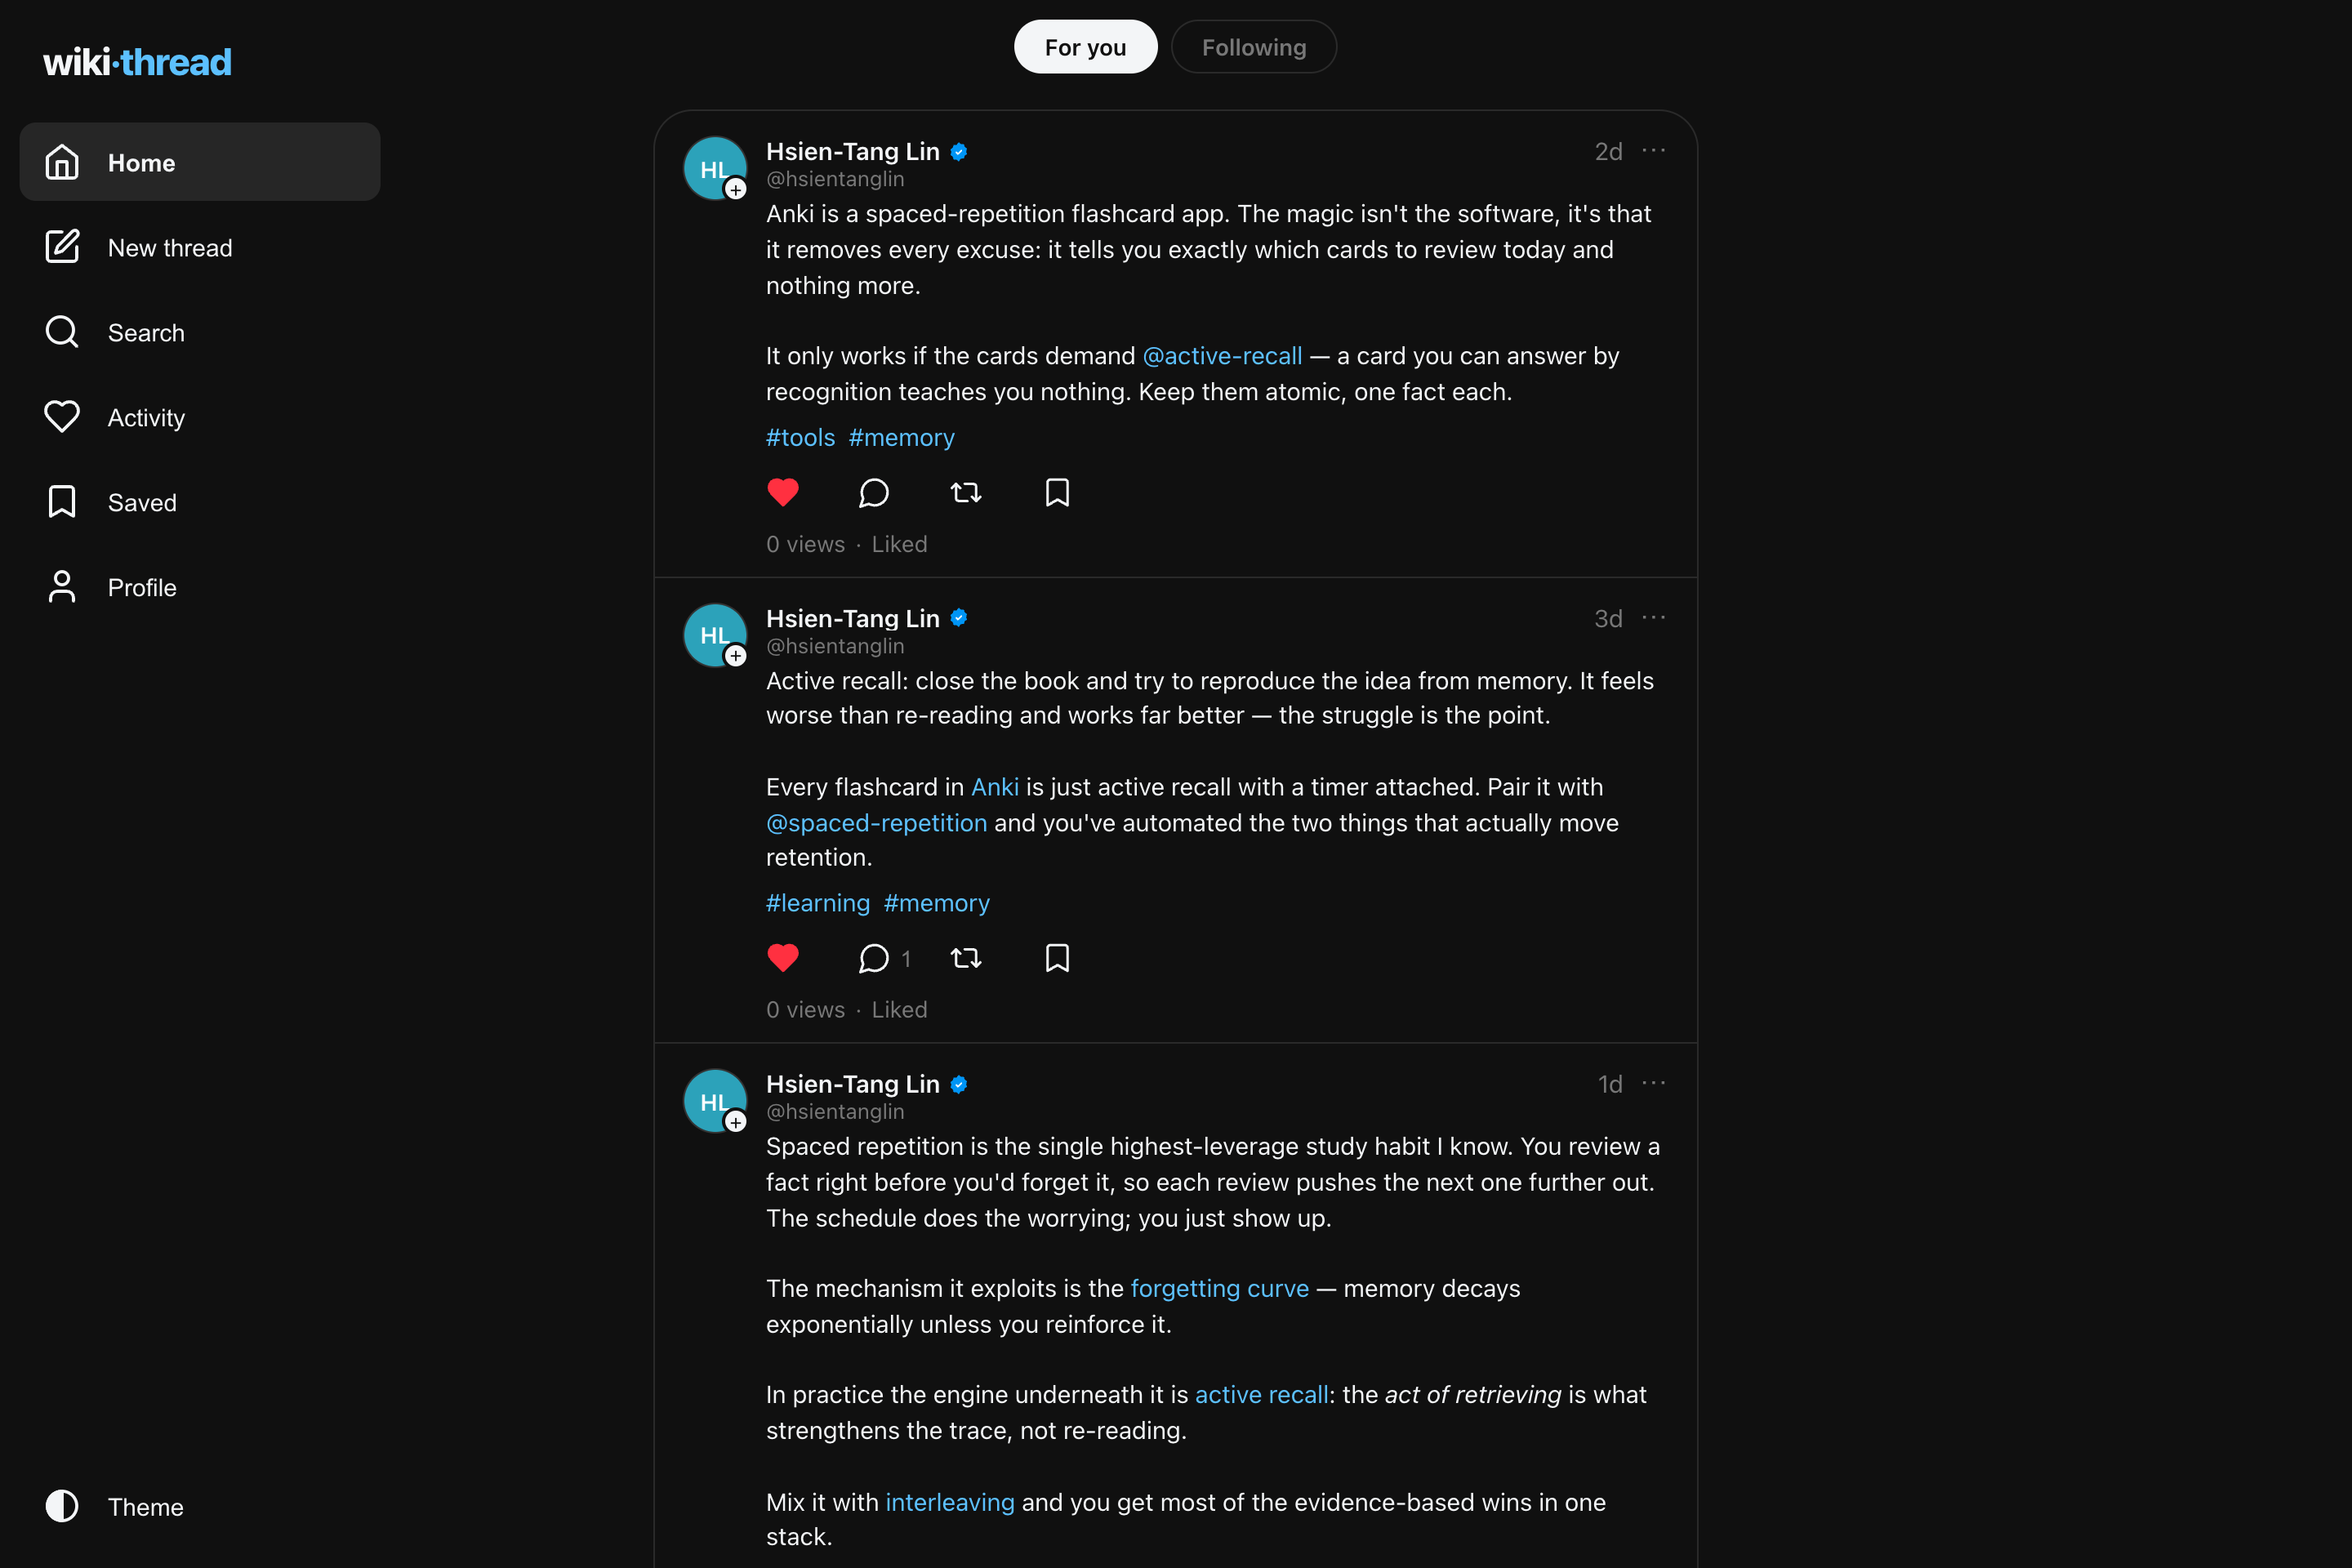 wiki·thread
Home
New thread
Search
Activity
Saved
Profile
Theme
For you
Following
HL
Hsien-Tang Lin
2d ···
@hsientanglin
Anki is a spaced-repetition flashcard app. The magic isn't the software, it's that
it removes every excuse: it tells you exactly which cards to review today and
nothing more.
It only works if the cards demand @active-recall — a card you can answer by
recognition teaches you nothing. Keep them atomic, one fact each.
#tools #memory
0 views · Liked
HL
Hsien-Tang Lin
3d ···
@hsientanglin
Active recall: close the book and try to reproduce the idea from memory. It feels
worse than re-reading and works far better — the struggle is the point.
Every flashcard in Anki is just active recall with a timer attached. Pair it with
@spaced-repetition and you've automated the two things that actually move
retention.
#learning #memory
1
0 views · Liked
HL
Hsien-Tang Lin
1d ···
@hsientanglin
Spaced repetition is the single highest-leverage study habit I know. You review a
fact right before you'd forget it, so each review pushes the next one further out.
The schedule does the worrying; you just show up.
The mechanism it exploits is the forgetting curve — memory decays
exponentially unless you reinforce it.
In practice the engine underneath it is active recall: the act of retrieving is what
strengthens the trace, not re-reading.
Mix it with interleaving and you get most of the evidence-based wins in one
stack.